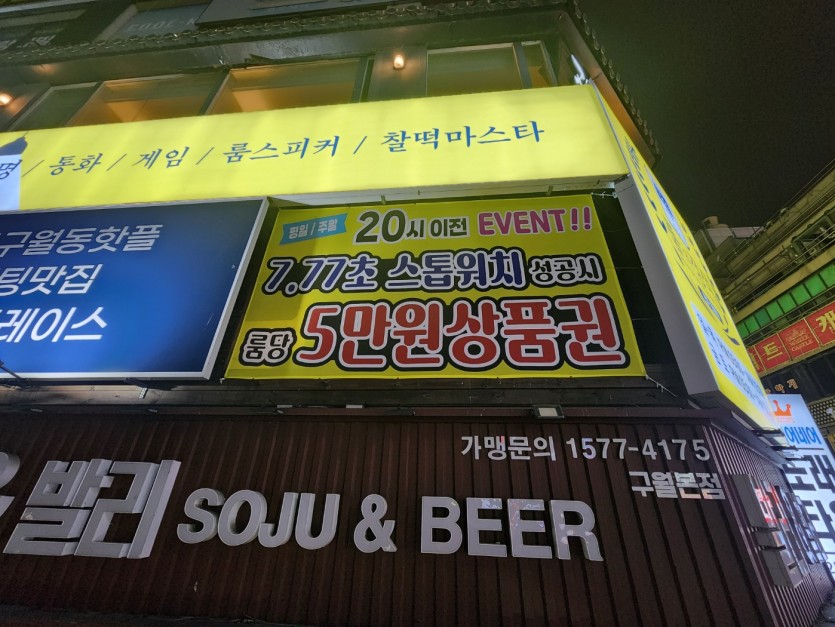 명 / 통화 / 게임 / 룸스피커 / 찰떡마스타
구월동핫플
팅맛집
레이스
평일 / 주말 20시 이전 EVENT!!
7.77초 스톱워치 성공시
룸당 5만원상품권
가맹문의 1577-4175
구월본점
발리 SOJU & BEER